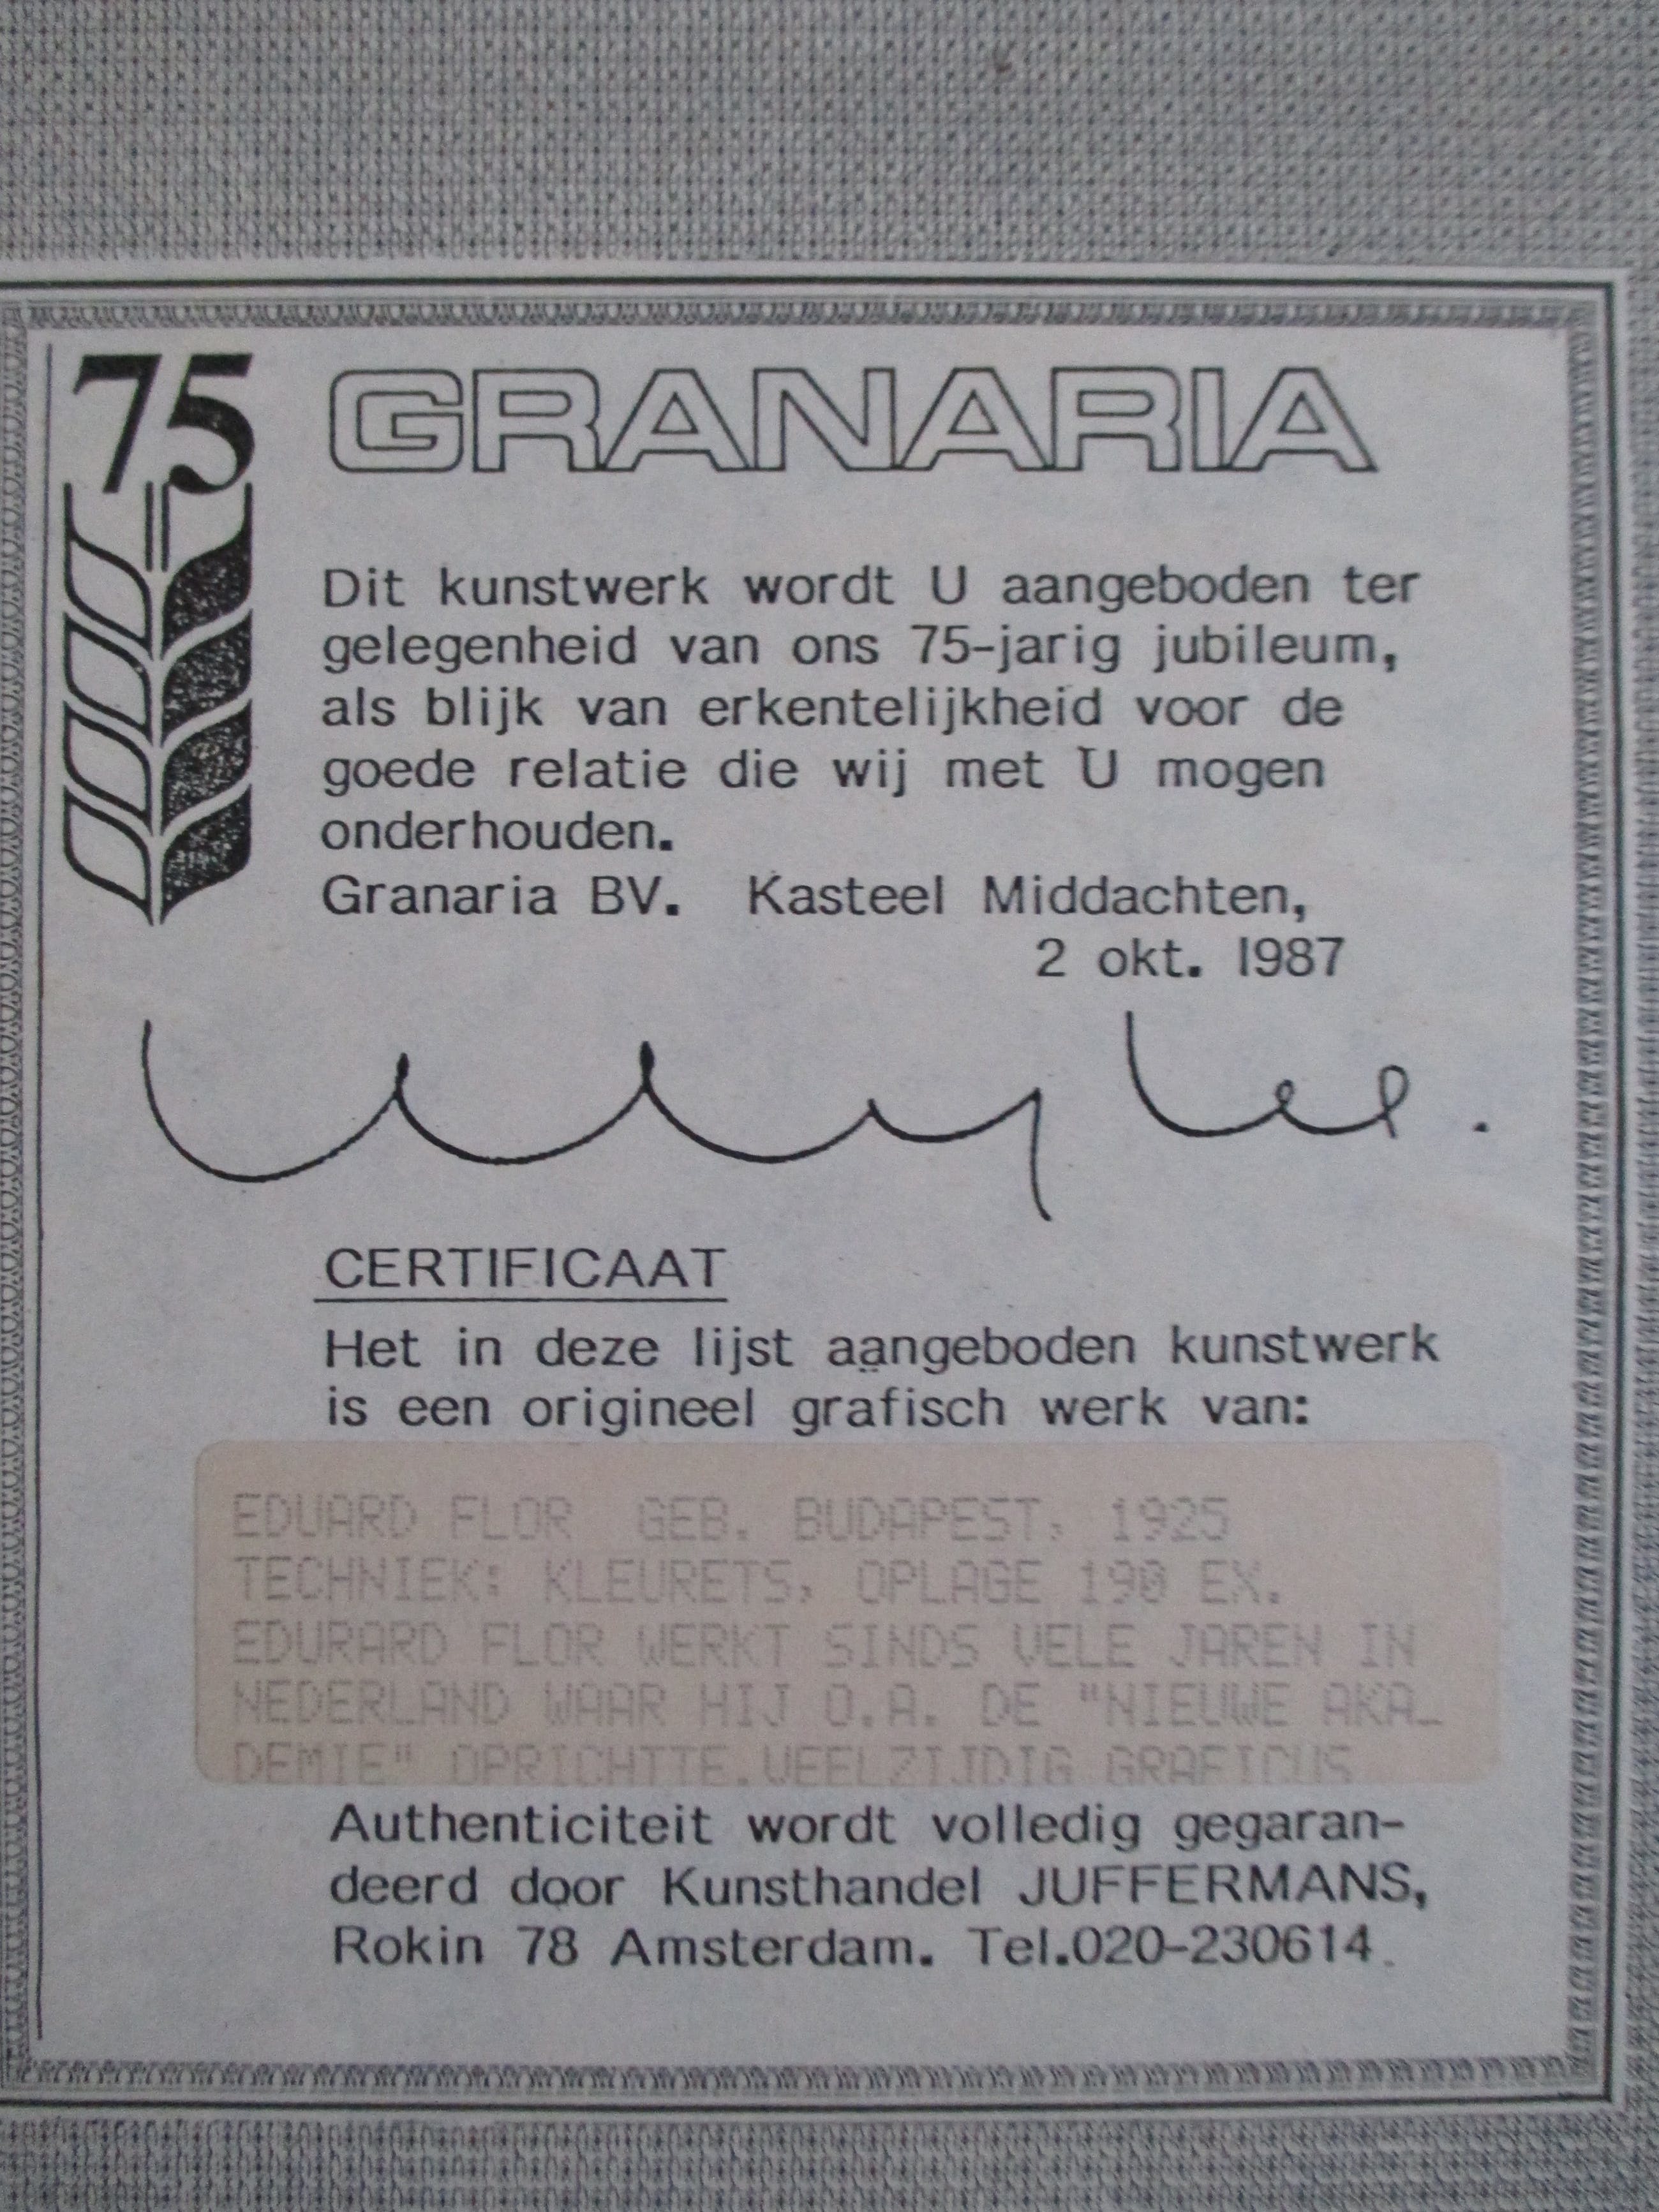 75 GRANARIA
Dit kunstwerk wordt U aangeboden ter
gelegenheid van ons 75-jarig jubileum,
als blijk van erkentelijkheid voor de
goede relatie die wij met U mogen
onderhouden.
Granaria BV. Kasteel Middachten,
2 okt. 1987
CERTIFICAAT
Het in deze lijst aangeboden kunstwerk
is een origineel grafisch werk van:
EDUARD FLOR GEB. BUDAPEST, 1925
TECHNIEK: KLEURETS, OPLAGE 190 EX.
EDURARD FLOR WERKT SINDS VELE JAREN IN
NEDERLAND WAAR HIJ O.A. DE "NIEUWE AKA-
DEMIE" OPRICHTTE.VEELZIJDIG GRAFICUS
Authenticiteit wordt volledig gegaran-
deerd door Kunsthandel JUFFERMANS,
Rokin 78 Amsterdam. Tel.020-230614.